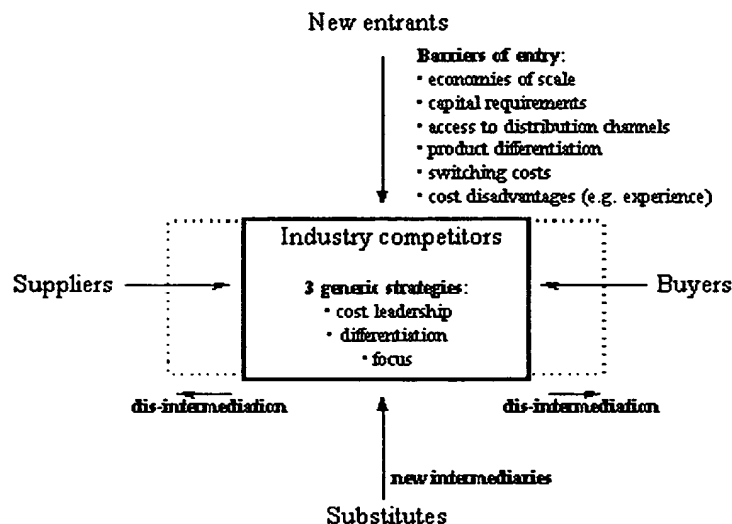 New entrants
Barriers of entry:
• economies of scale
• capital requirements
• access to distribution channels
• product differentiation
• switching costs
• cost disadvantages (e.g. experience)
Industry competitors
Suppliers
3 generic strategies:
• cost leadership
• differentiation
• focus
Buyers
dis-intermediation
dis-intermediation
new intermediaries
Substitutes